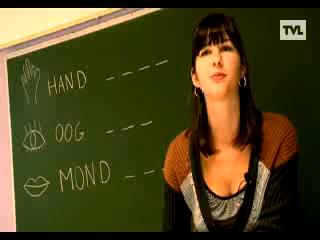 TVL
HAND _ _ _ _
OOG _ _ _
MOND _ _